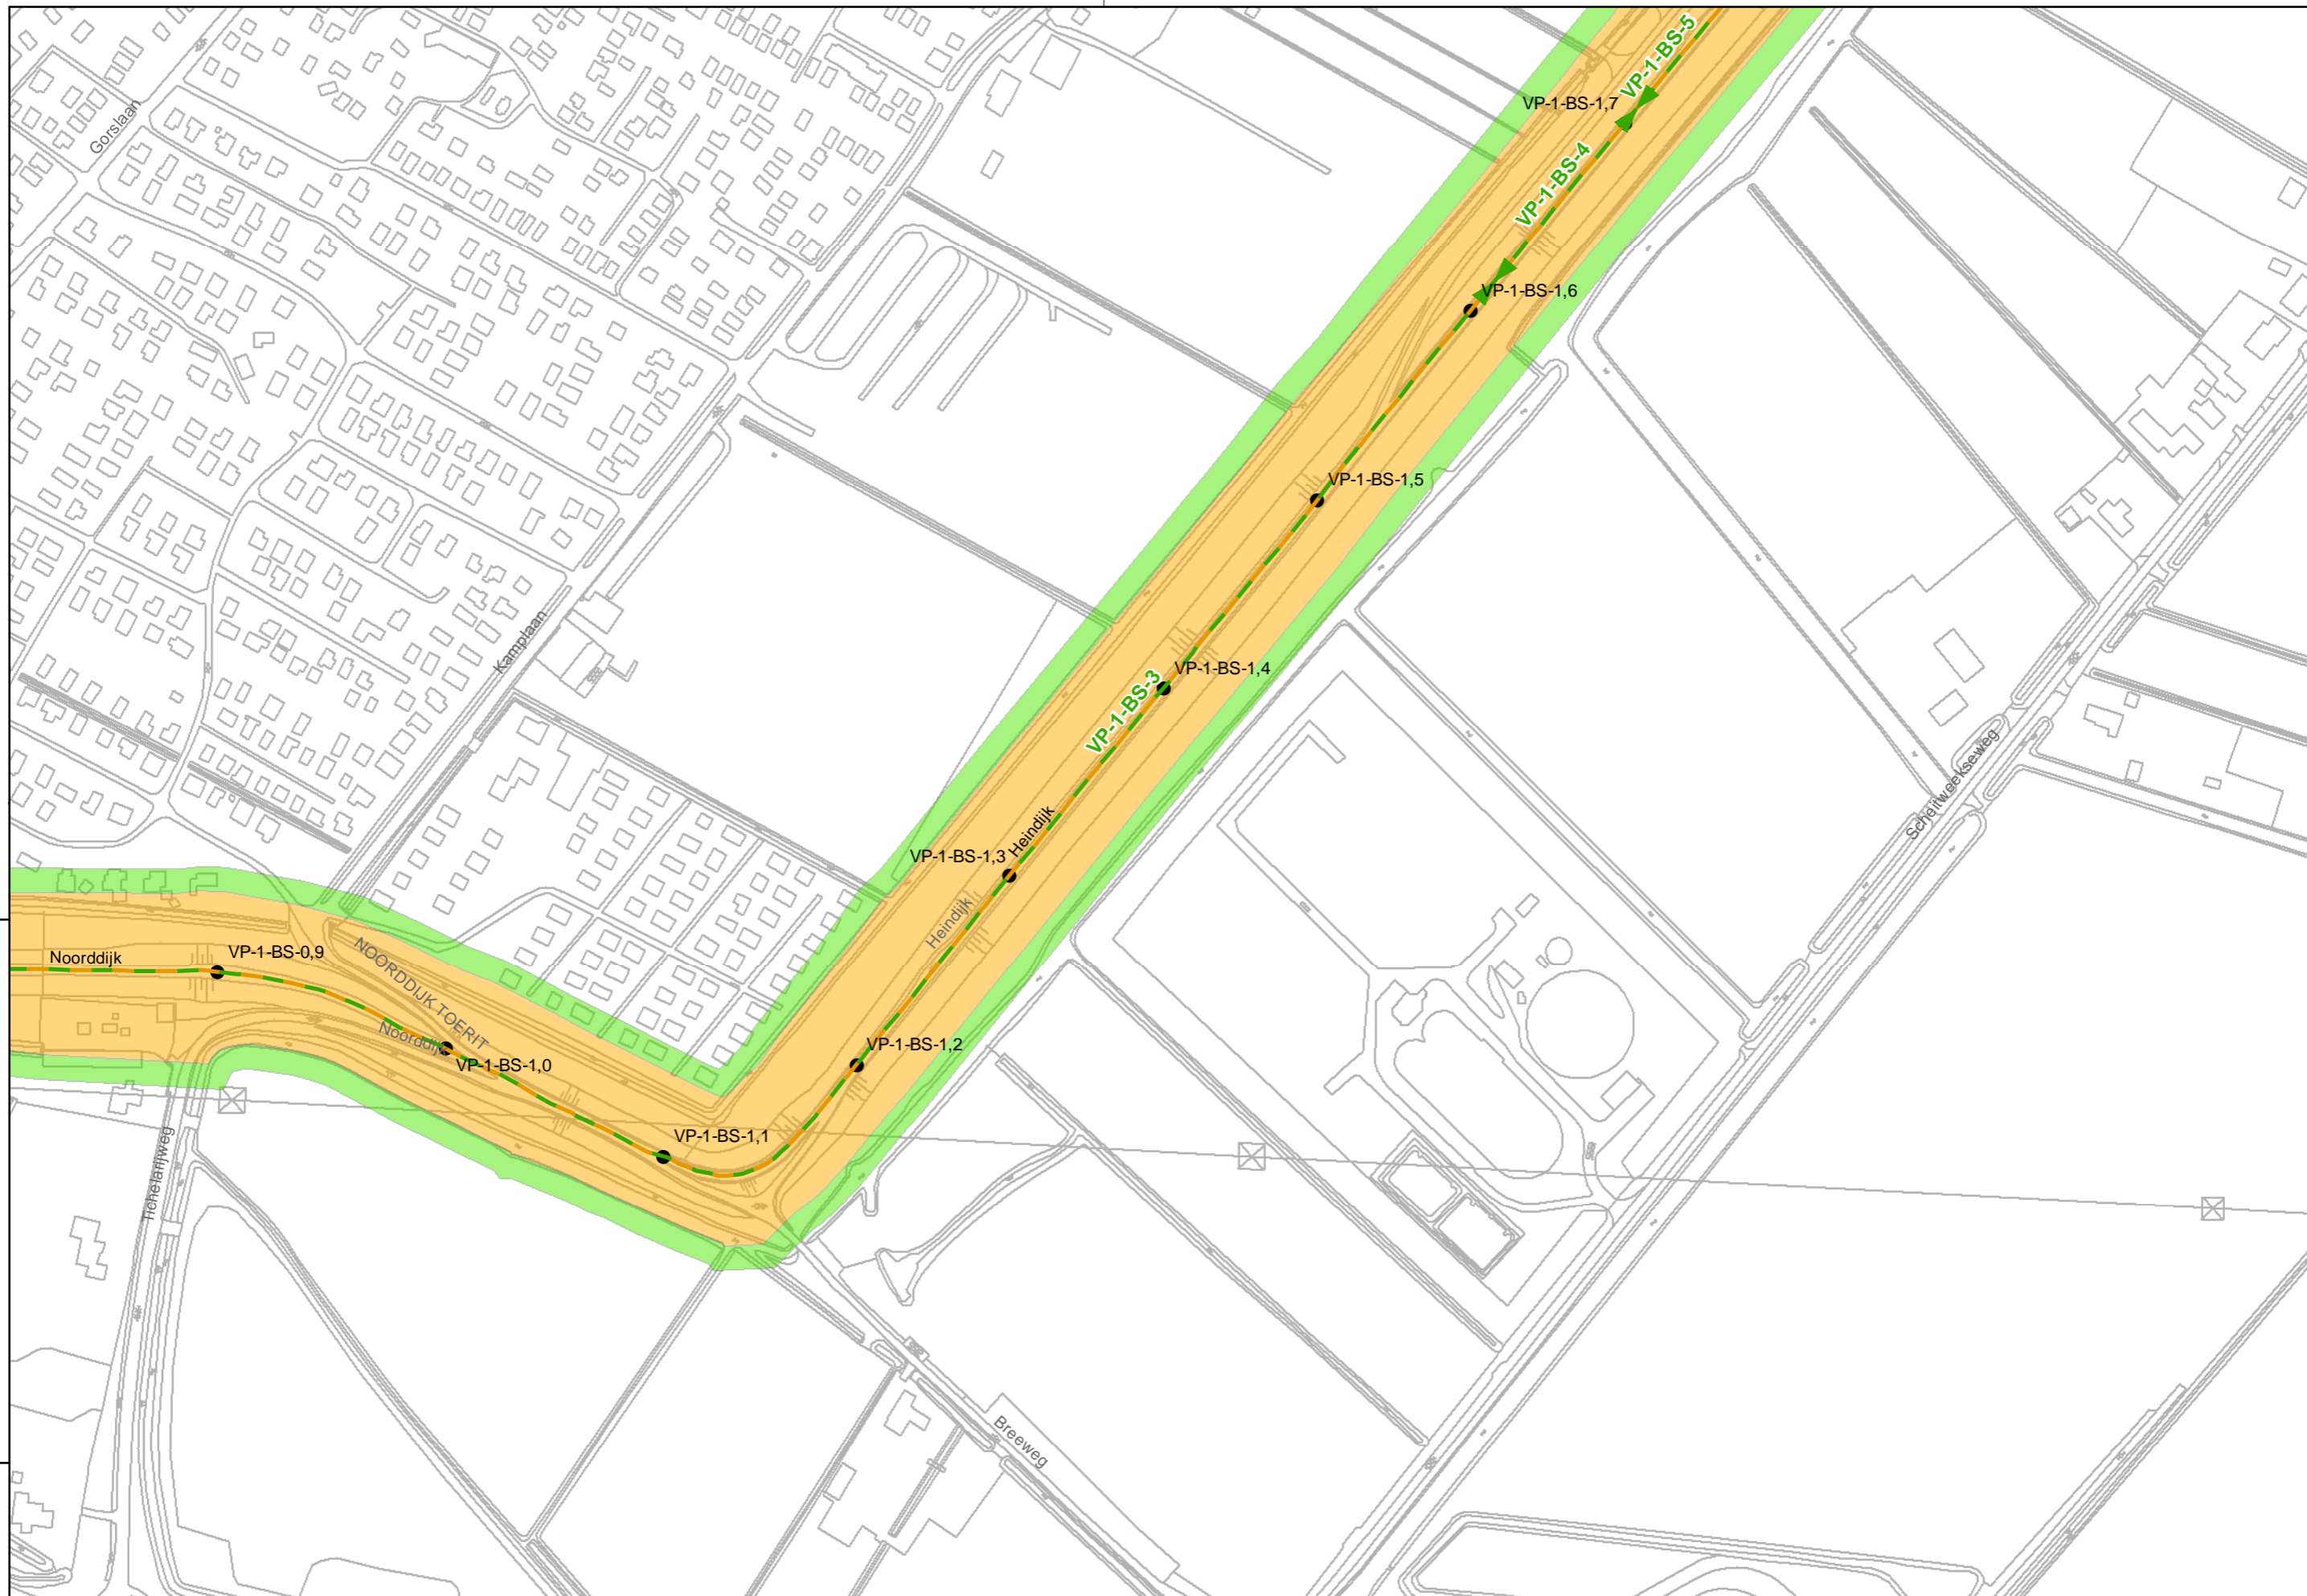 VP-1-BS-5
VP-1-BS-1,7
Gorslaan
VP-1-BS-4
VP-1-BS-1,6
VP-1-BS-1,5
Kamplaan
VP-1-BS-1,4
VP-1-BS-3
Scheitweekseweg
Heindijk
VP-1-BS-1,3
Heindijk
VP-1-BS-0,9
Noorddijk
NOORDDIJK TOERIT
Noorddijk
VP-1-BS-1,2
VP-1-BS-1,0
VP-1-BS-1,1
Tichelarijweg
Breeweg